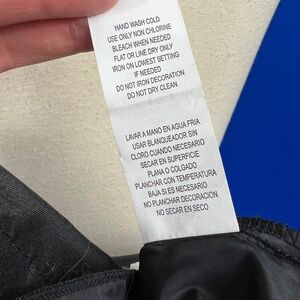 HAND WASH COLD
USE ONLY NON CHLORINE
BLEACH WHEN NEEDED
FLAT OR LINE DRY ONLY
IRON ON LOWEST SETTING
IF NEEDED
DO NOT IRON DECORATION
DO NOT DRY CLEAN
LAVAR A MANO EN AGUA FRIA
USAR BLANQUEADOR SIN
CLORO CUANDO NECESARIO
SECAR EN SUPERFICIE
PLANA O COLGADO
PLANCHAR CON TEMPERATURA
BAJA SI ES NECESARIO
NO PLANCHAR DECORACIÓN
NO SECAR EN SECO